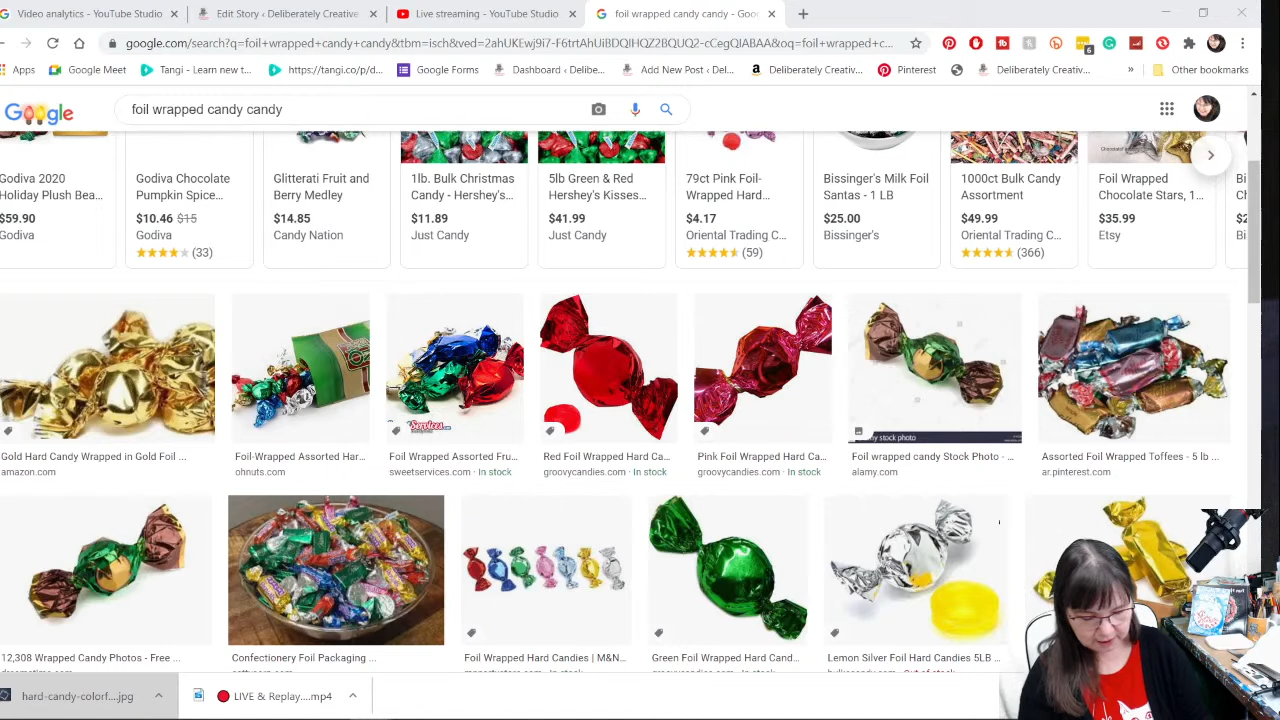 Video analytics - YouTube Studio
Edit Story ‹ Deliberately Creative
Live streaming - YouTube Studio
foil wrapped candy candy - Goo
google.com/search?q=foil+wrapped+candy+candy&tbm=isch&ved=2ahUKEwj9i7-F6trtAhUiBDQIHQZ2BQUQ2-cCegQIABAA&oq=foil+wrapped+c...
6
Apps
Google Meet
Tangi - Learn new t...
https://tangi.co/p/d...
Google Forms
Dashboard ‹ Delibe...
Add New Post ‹ Del...
Deliberately Creativ...
Pinterest
Deliberately Creativ...
»
Other bookmarks
foil wrapped candy candy
Godiva 2020
Holiday Plush Bea...
$59.90
Godiva
Godiva Chocolate
Pumpkin Spice...
$10.46 $15
Godiva
(33)
Glitterati Fruit and
Berry Medley
$14.85
Candy Nation
1lb. Bulk Christmas
Candy - Hershey's...
$11.89
Just Candy
5lb Green & Red
Hershey's Kisses...
$41.99
Just Candy
79ct Pink Foil-
Wrapped Hard...
$4.17
Oriental Trading C...
(59)
Bissinger's Milk Foil
Santas - 1 LB
$25.00
Bissinger's
1000ct Bulk Candy
Assortment
$49.99
Oriental Trading C...
(366)
Foil Wrapped
Chocolate Stars, 1...
$35.99
Etsy
$2
Bi
Services
my stock photo
Gold Hard Candy Wrapped in Gold Foil ...
amazon.com
Foil-Wrapped Assorted Har...
ohnuts.com
Foil Wrapped Assorted Fru...
sweetservices.com · In stock
Red Foil Wrapped Hard Ca...
groovycandies.com · In stock
Pink Foil Wrapped Hard Ca...
groovycandies.com · In stock
Foil wrapped candy Stock Photo - ...
alamy.com
Assorted Foil Wrapped Toffees - 5 lb ...
ar.pinterest.com
12,308 Wrapped Candy Photos - Free ...
Confectionery Foil Packaging ...
Foil Wrapped Hard Candies | M&N...
Green Foil Wrapped Hard Cand...
Lemon Silver Foil Hard Candies 5LB ...
hard-candy-colorf....jpg
LIVE & Replay....mp4